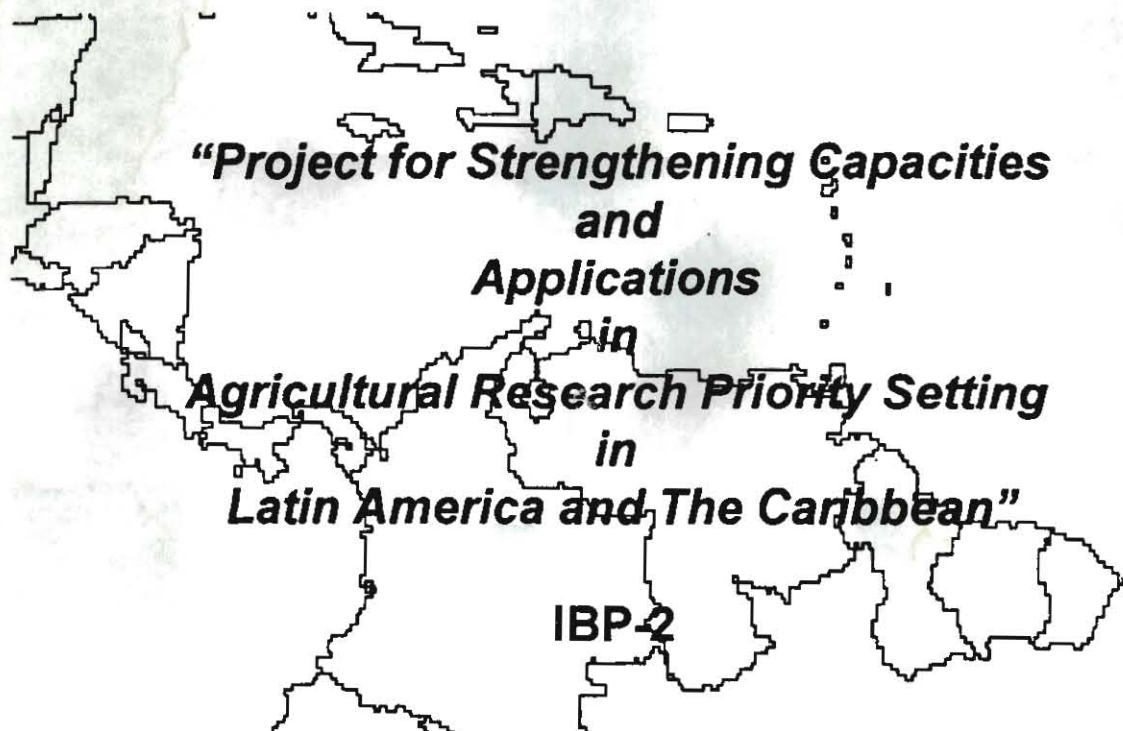 “Project for Strengthening Capacities
and
Applications
in
Agricultural Research Priority Setting
in
Latin America and The Caribbean”
IBP-2